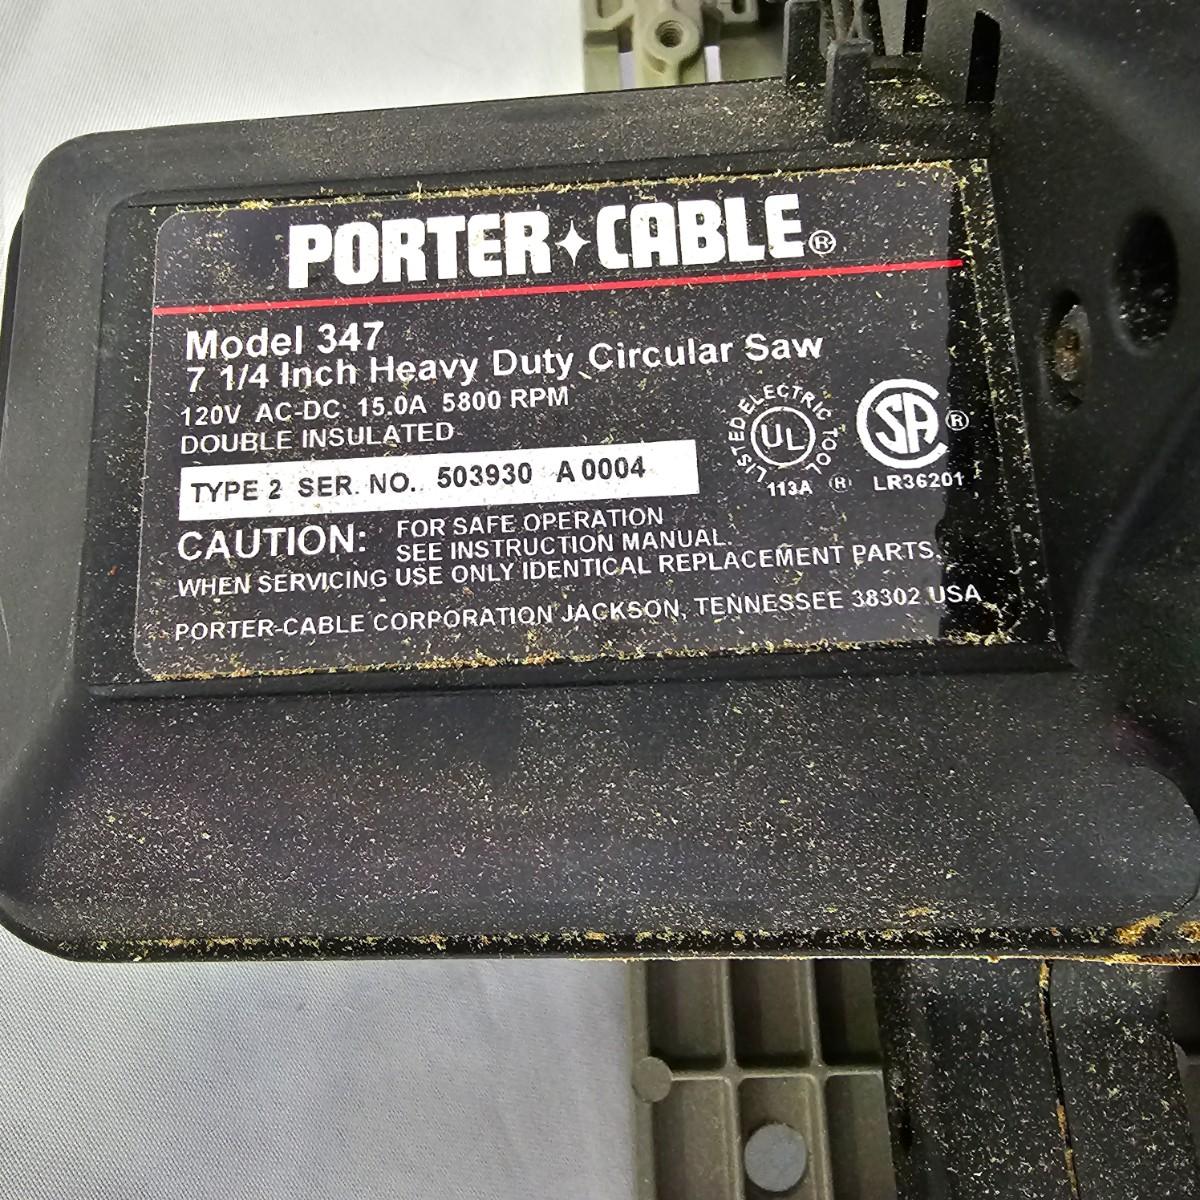 PORTER+CABLE®
Model 347
7 1/4 Inch Heavy Duty Circular Saw
120V AC-DC 15.0A 5800 RPM
DOUBLE INSULATED
LISTED ELECTRIC TOOL
UL
113A ®
SA ®
LR36201
TYPE 2 SER. NO.. 503930 A 0004
CAUTION: FOR SAFE OPERATION
SEE INSTRUCTION MANUAL.
WHEN SERVICING USE ONLY IDENTICAL REPLACEMENT PARTS.
PORTER-CABLE CORPORATION JACKSON, TENNESSEE 38302 USA